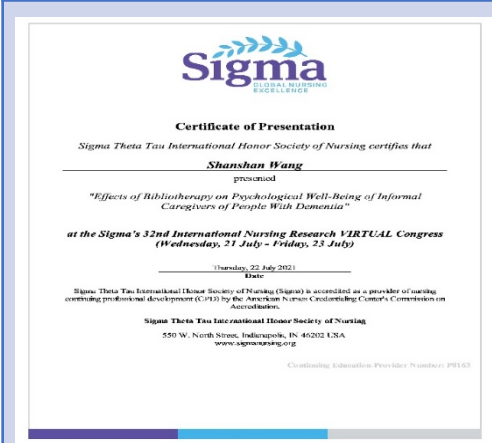 Sigma
GLOBAL NURSING
EXCELLENCE
Certificate of Presentation
Sigma Theta Tau International Honor Society of Nursing certifies that
Shanshan Wang
presented
"Effects of Bibliotherapy on Psychological Well-Being of Informal
Caregivers of People With Dementia"
at the Sigma's 32nd International Nursing Research VIRTUAL Congress
(Wednesday, 21 July - Friday, 23 July)
Thursday, 22 July 2021
Date
Sigma Theta Tau International Honor Society of Nursing (Sigma) is accredited as a provider of nursing
continuing professional development (CPD) by the American Nurses Credentialing Center's Commission on
Accreditation.
Sigma Theta Tau International Honor Society of Nursing
550 W. North Street, Indianapolis, IN 46202 USA
www.sigmanursing.org
Continuing Education Provider Number: P0165